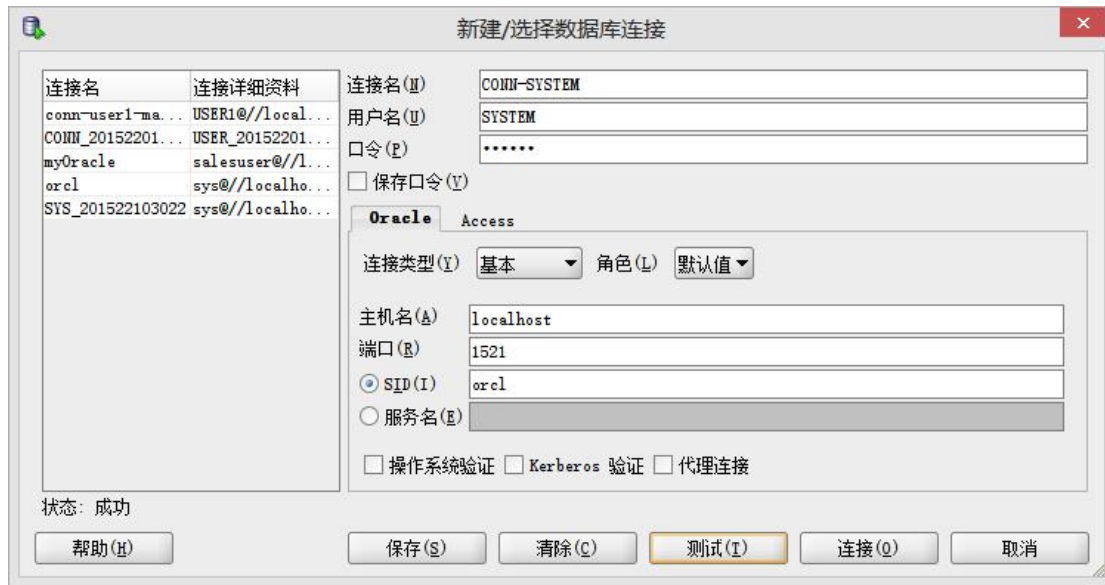 新建/选择数据库连接
连接名 连接详细资料
conn-user1-ma... USER1@//local...
CONN_20152201... USER_20152201...
myOracle salesuser@//l...
orcl sys@//localho...
SYS_201522103022 sys@//localho...
连接名(N) CONN-SYSTEM
用户名(U) SYSTEM
口令(P) ••••••
保存口令(V)
Oracle Access
连接类型(Y) 基本 角色(L) 默认值
主机名(A) localhost
端口(R) 1521
SID(I) orcl
服务名(E)
操作系统验证 Kerberos 验证 代理连接
状态: 成功
帮助(H) 保存(S) 清除(C) 测试(T) 连接(O) 取消